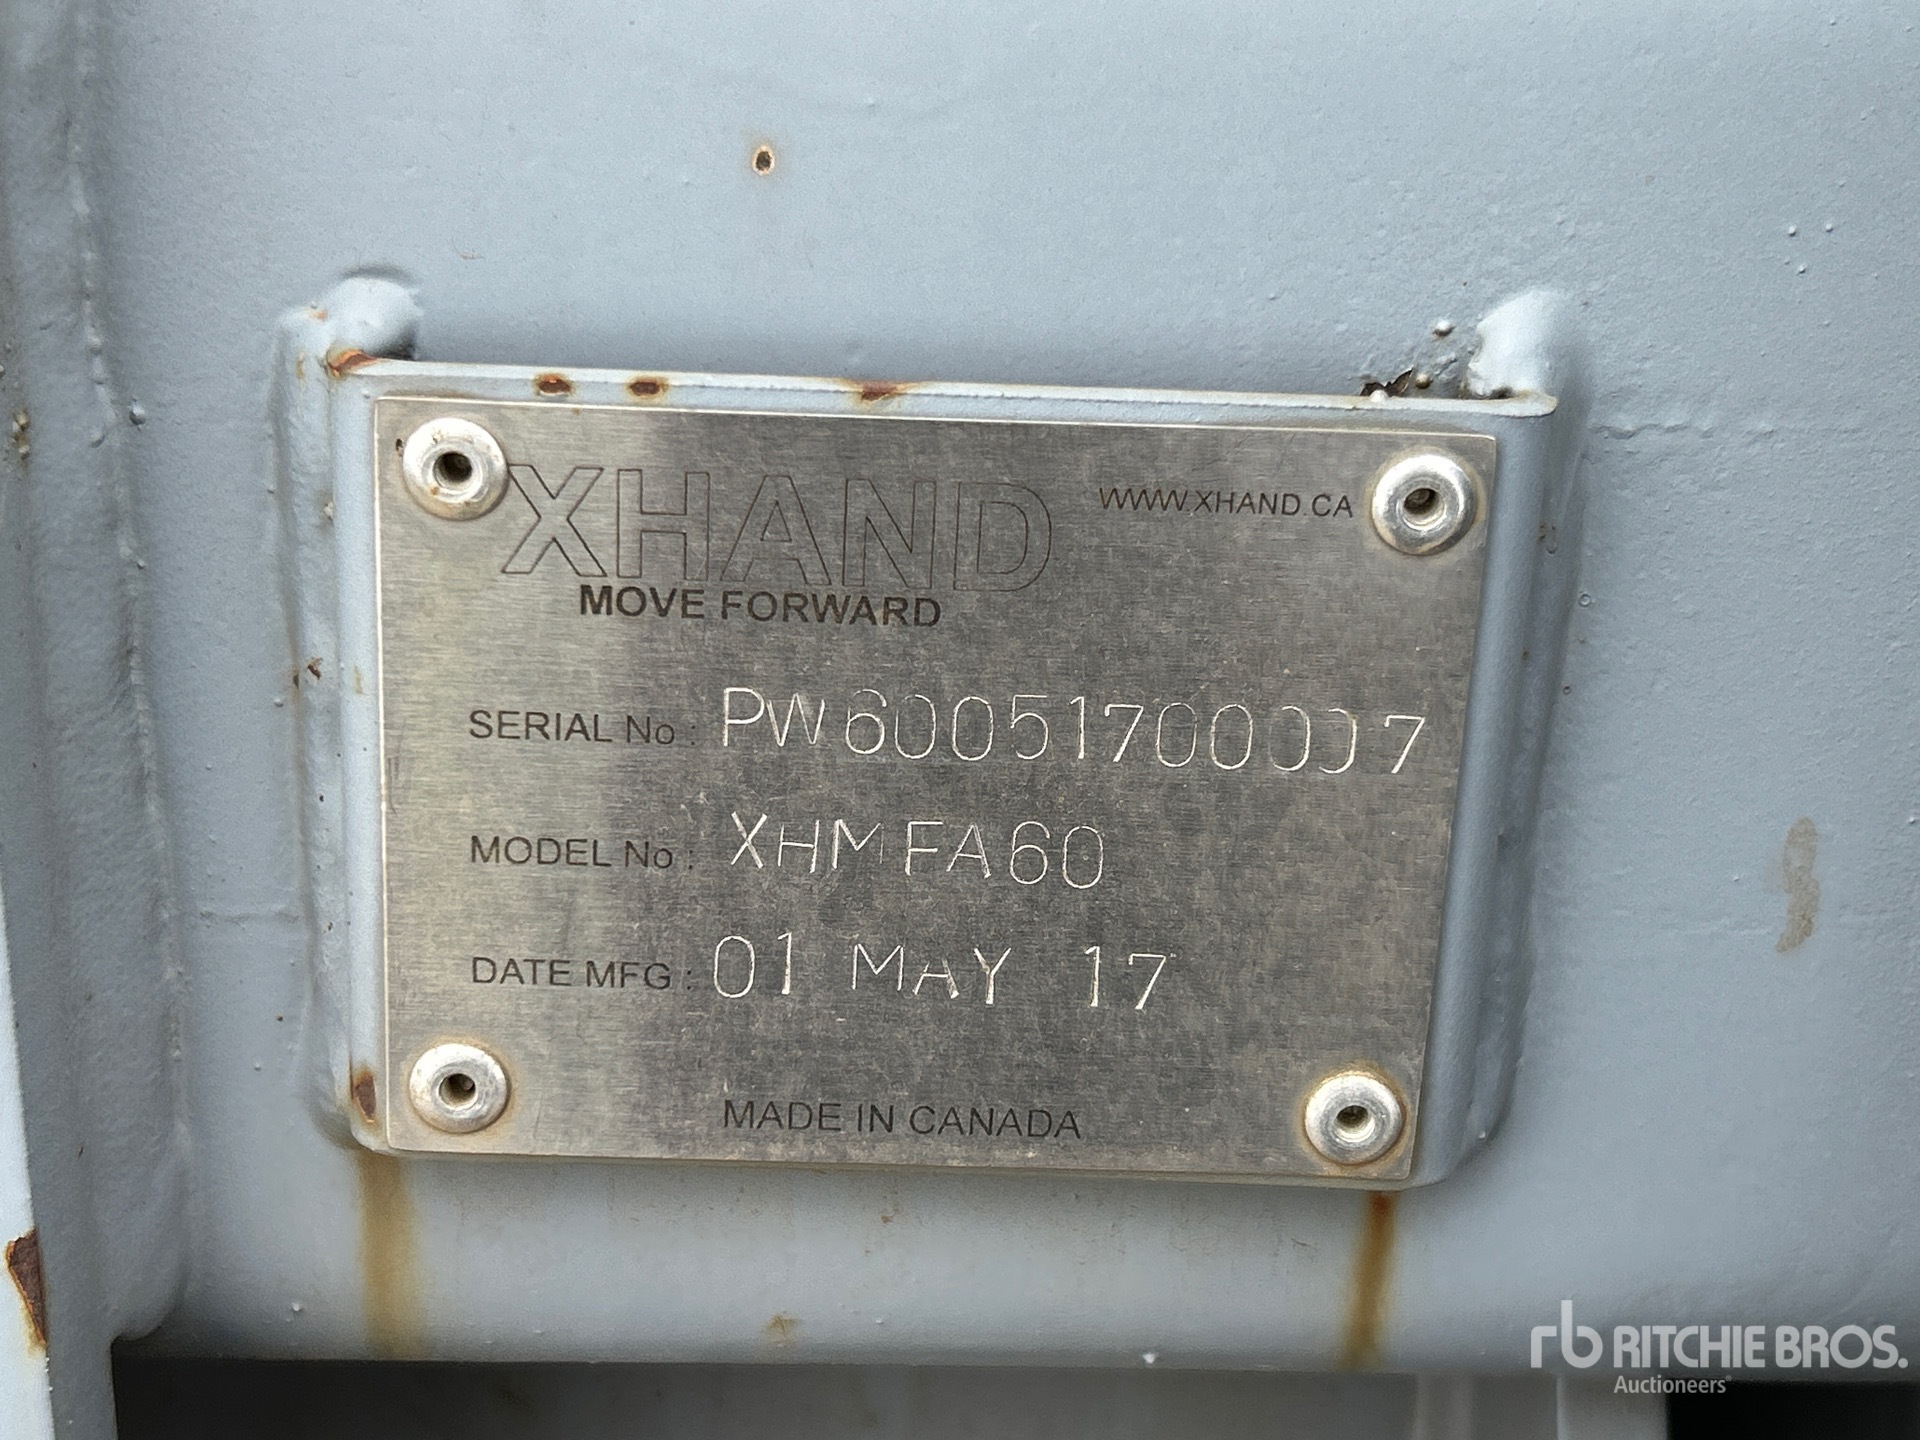 XHAND
WWW.XHAND.CA
MOVE FORWARD
SERIAL No : PW60051700007
MODEL No : XHMFA60
DATE MFG : 01 MAY 17
MADE IN CANADA
rb RITCHIE BROS.
Auctioneers